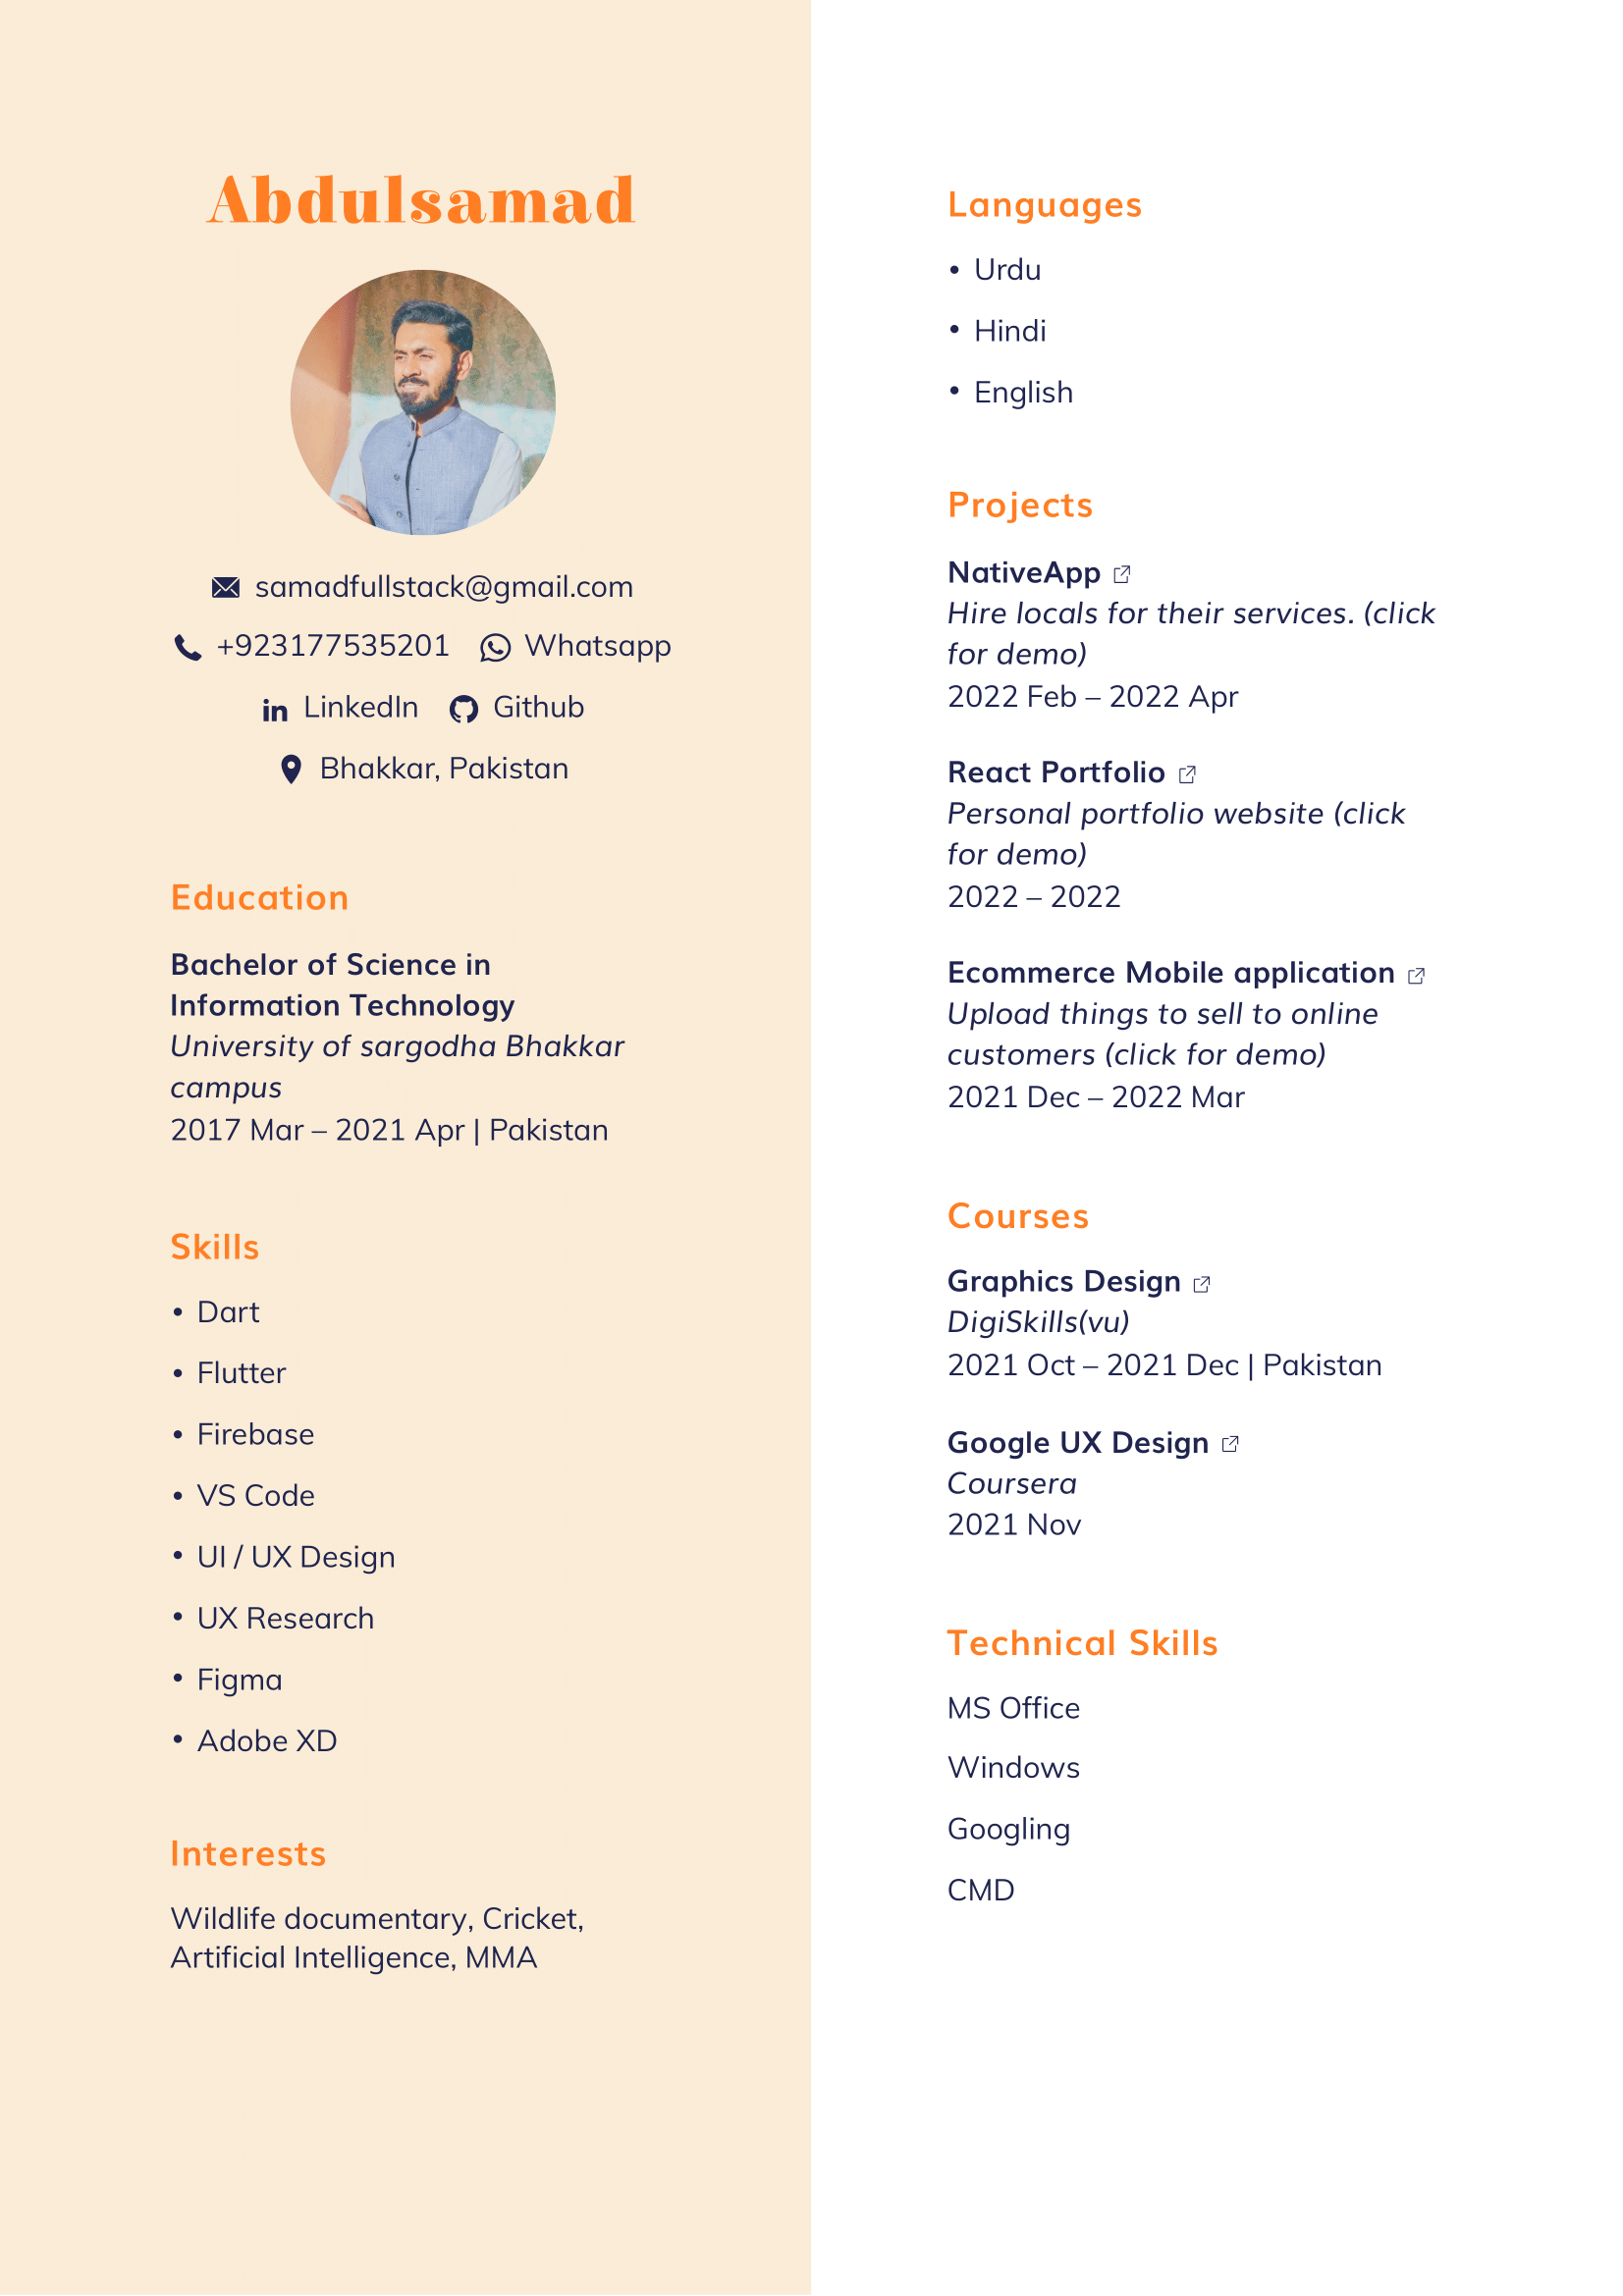 Abdulsamad
samadfullstack@gmail.com
+923177535201 Whatsapp
LinkedIn Github
Bhakkar, Pakistan
Education
Bachelor of Science in
Information Technology
University of sargodha Bhakkar
campus
2017 Mar – 2021 Apr | Pakistan
Skills
• Dart
• Flutter
• Firebase
• VS Code
• UI / UX Design
• UX Research
• Figma
• Adobe XD
Interests
Wildlife documentary, Cricket,
Artificial Intelligence, MMA
Languages
• Urdu
• Hindi
• English
Projects
NativeApp
Hire locals for their services. (click
for demo)
2022 Feb – 2022 Apr
React Portfolio
Personal portfolio website (click
for demo)
2022 – 2022
Ecommerce Mobile application
Upload things to sell to online
customers (click for demo)
2021 Dec – 2022 Mar
Courses
Graphics Design
DigiSkills(vu)
2021 Oct – 2021 Dec | Pakistan
Google UX Design
Coursera
2021 Nov
Technical Skills
MS Office
Windows
Googling
CMD